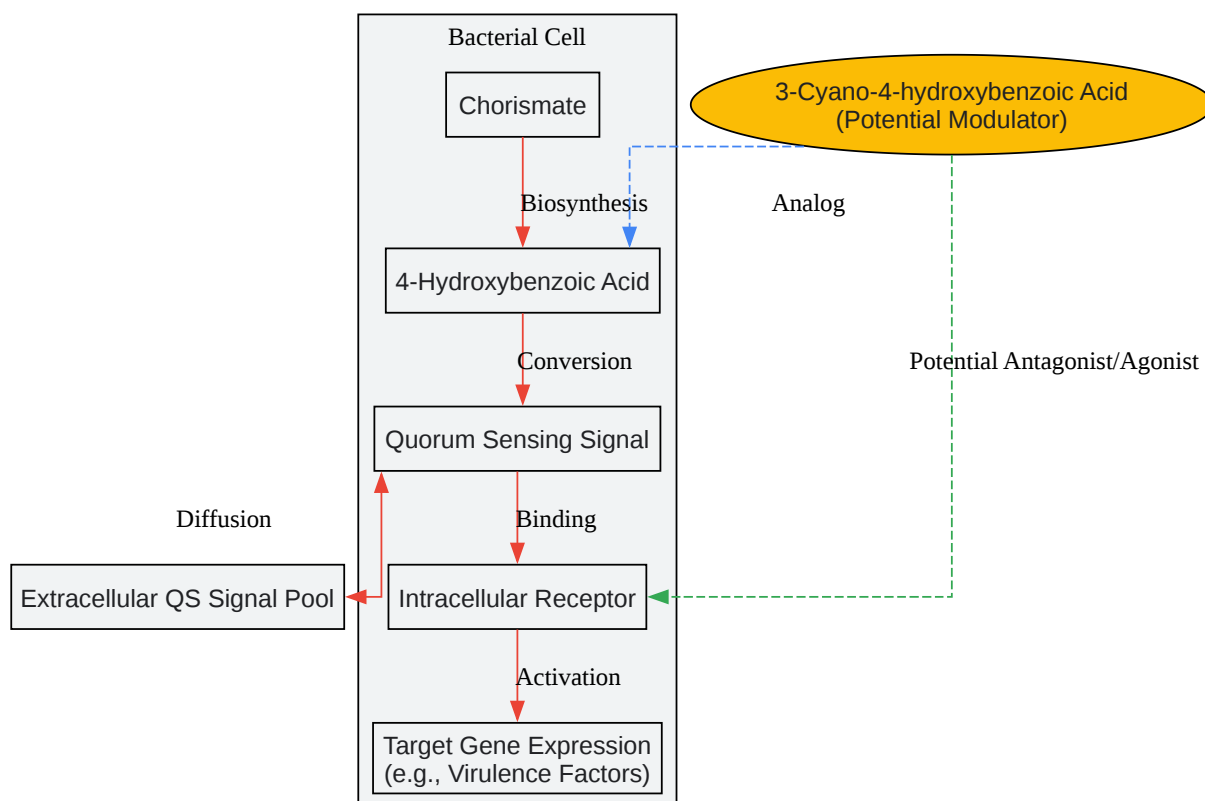 Bacterial Cell
Chorismate
3-Cyano-4-hydroxybenzoic Acid
(Potential Modulator)
Biosynthesis
Analog
4-Hydroxybenzoic Acid
Conversion
Potential Antagonist/Agonist
Quorum Sensing Signal
Diffusion
Binding
Extracellular QS Signal Pool
Intracellular Receptor
Activation
Target Gene Expression
(e.g., Virulence Factors)